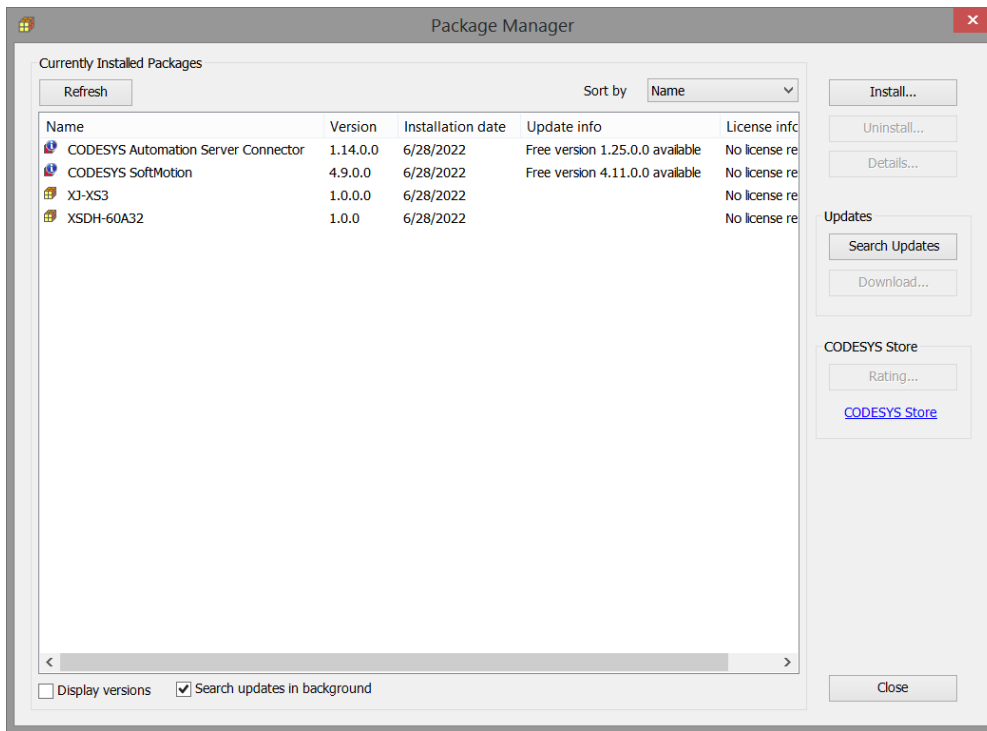 Package Manager
Currently Installed Packages
Refresh
Sort by Name
Install...
Name Version Installation date Update info License info
Uninstall...
CODESYS Automation Server Connector 1.14.0.0 6/28/2022 Free version 1.25.0.0 available No license re
Details...
CODESYS SoftMotion 4.9.0.0 6/28/2022 Free version 4.11.0.0 available No license re
XJ-XS3 1.0.0.0 6/28/2022 No license re
XSDH-60A32 1.0.0 6/28/2022 No license re
Updates
Search Updates
Download...
CODESYS Store
Rating...
CODESYS Store
Display versions
Search updates in background
Close